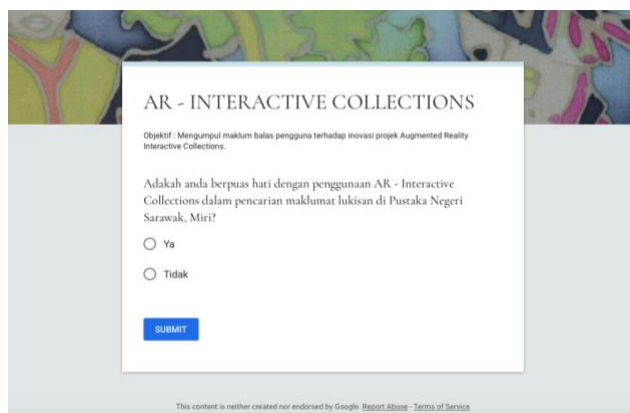 AR - INTERACTIVE COLLECTIONS
Objektif : Mengumpul maklum balas pengguna terhadap inovasi projek Augmented Reality
Interactive Collections.
Adakah anda berpuas hati dengan penggunaan AR - Interactive
Collections dalam pencarian maklumat lukisan di Pustaka Negeri
Sarawak, Miri?
Ya
Tidak
SUBMIT
This content is neither created nor endorsed by Google. Report Abuse - Terms of Service